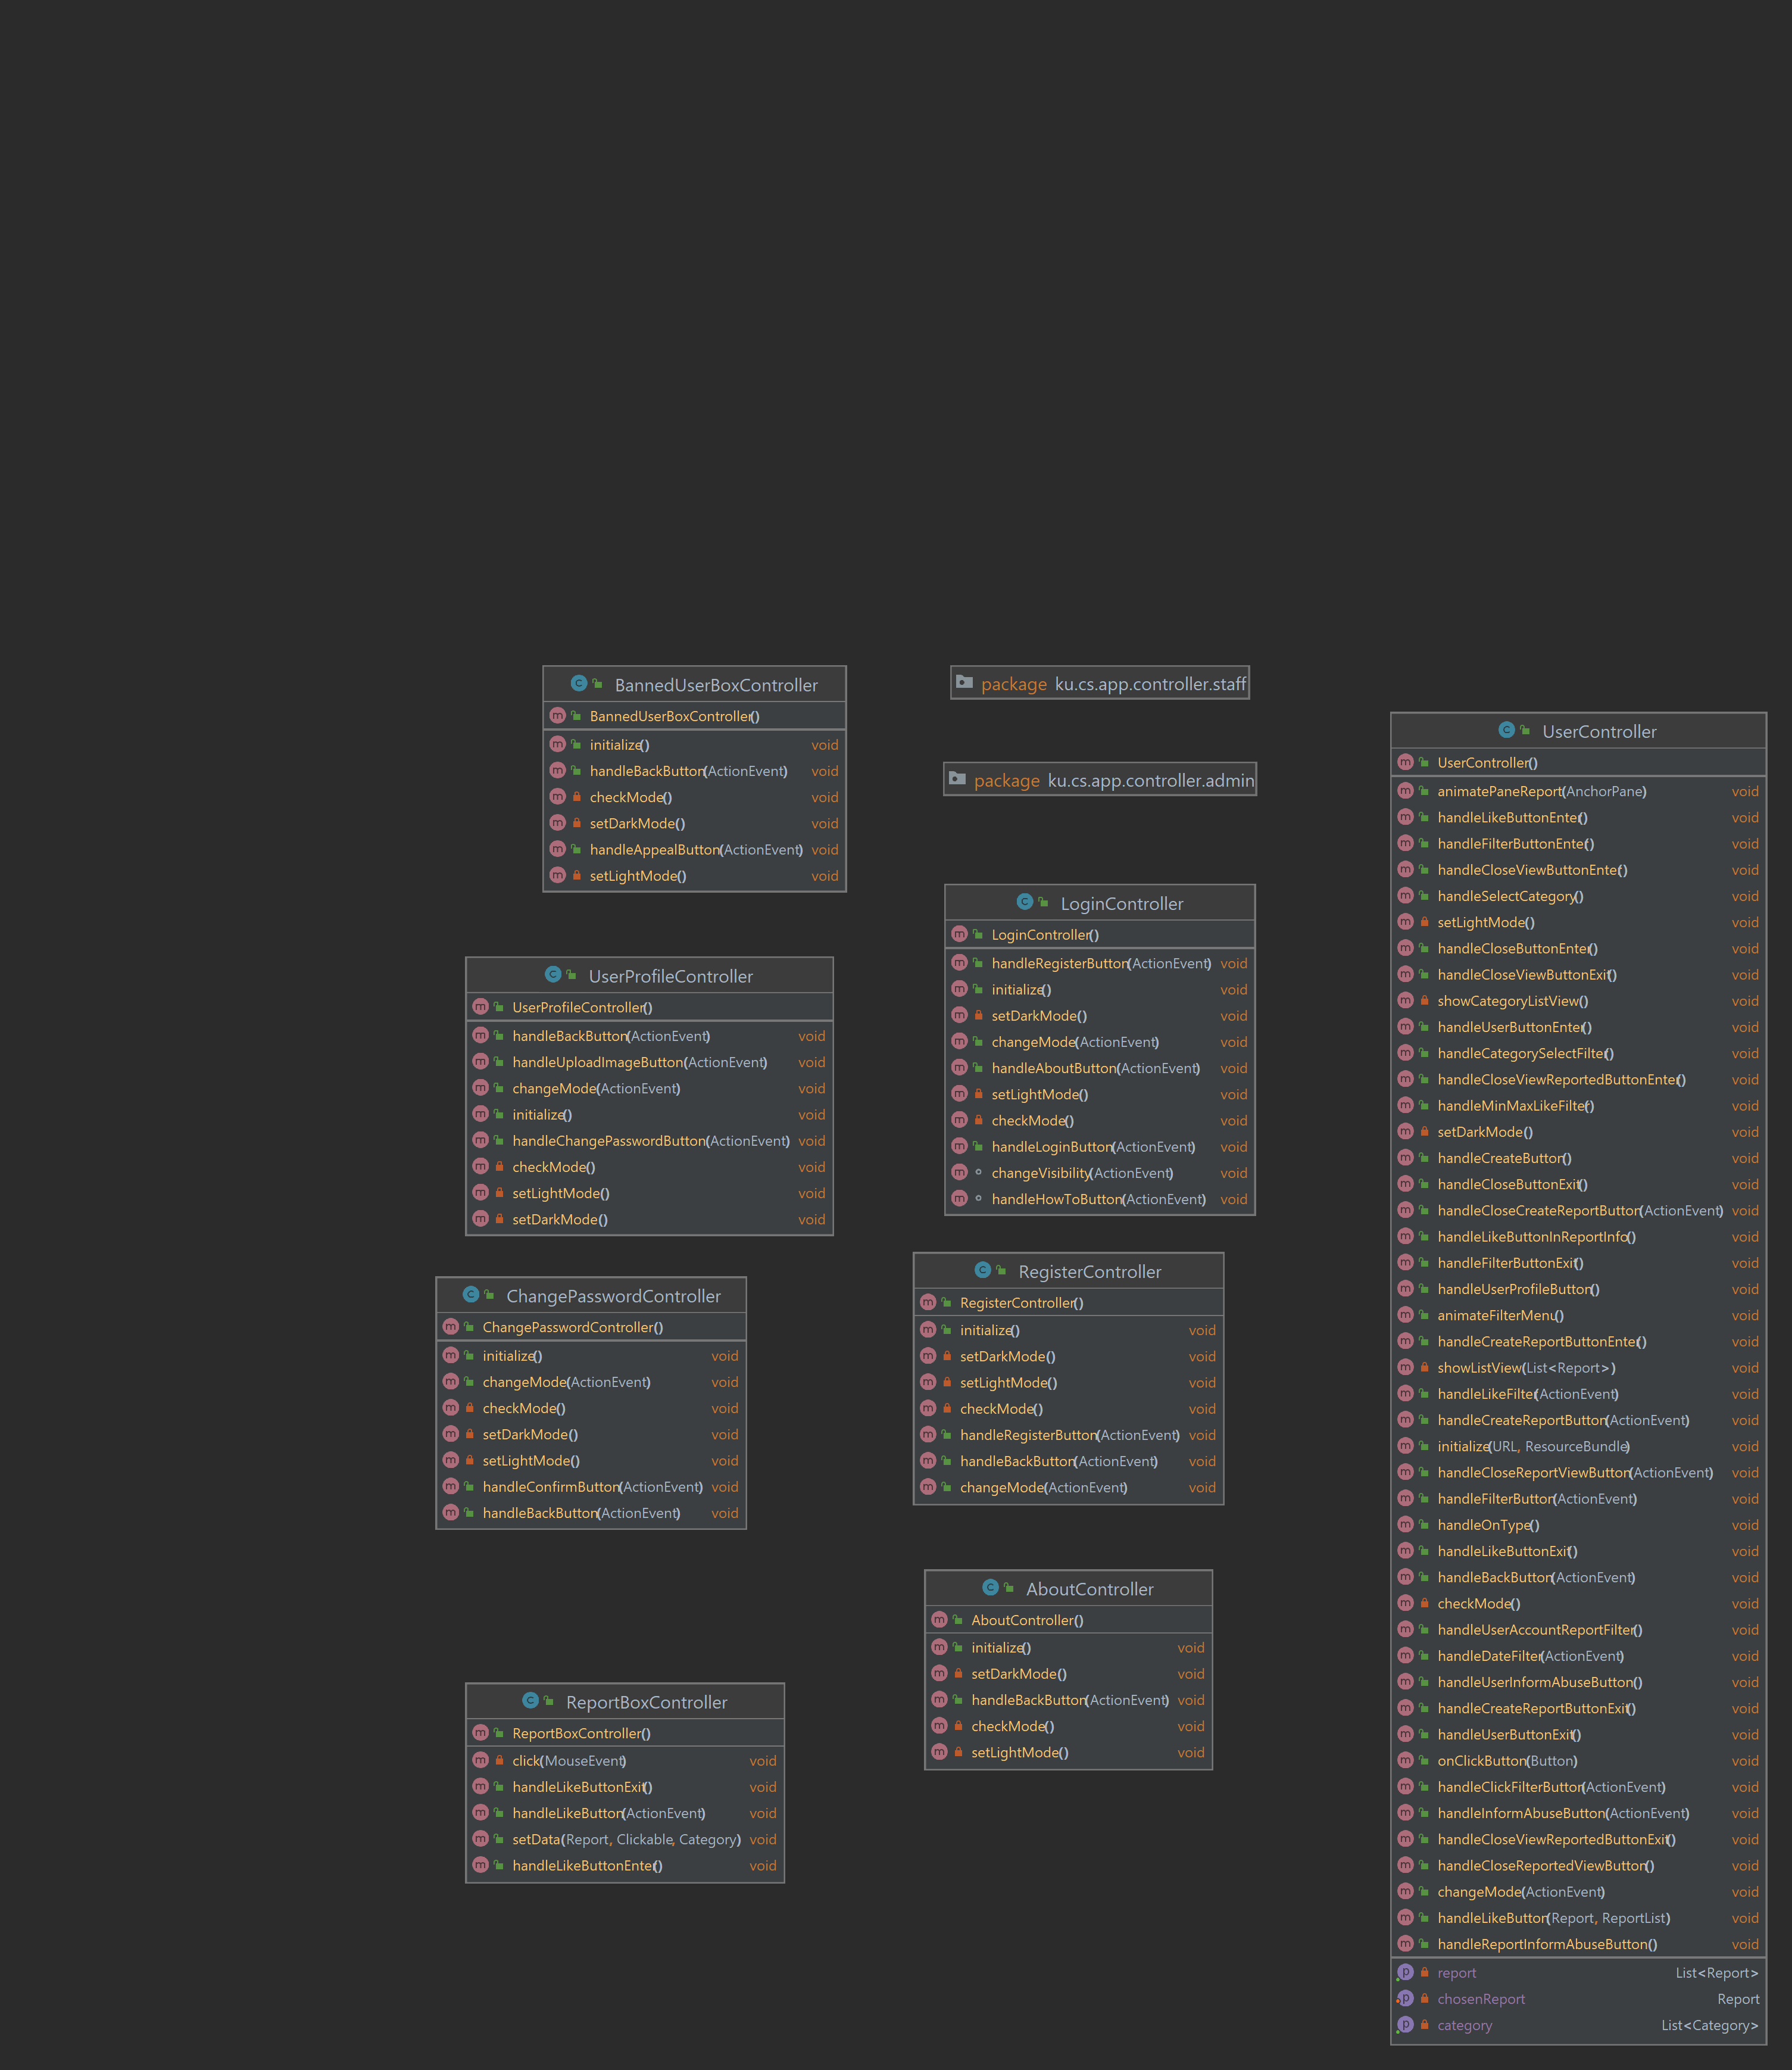 BannedUserBoxController
BannedUserBoxController()
initialize() void
handleBackButton(ActionEvent) void
checkMode() void
setDarkMode() void
handleAppealButton(ActionEvent) void
setLightMode() void
UserProfileController
UserProfileController()
handleBackButton(ActionEvent) void
handleUploadImageButton(ActionEvent) void
changeMode(ActionEvent) void
initialize() void
handleChangePasswordButton(ActionEvent) void
checkMode() void
setLightMode() void
setDarkMode() void
ChangePasswordController
ChangePasswordController()
initialize() void
changeMode(ActionEvent) void
checkMode() void
setDarkMode() void
setLightMode() void
handleConfirmButton(ActionEvent) void
handleBackButton(ActionEvent) void
ReportBoxController
ReportBoxController()
click(MouseEvent) void
handleLikeButtonExit() void
handleLikeButton(ActionEvent) void
setData(Report, Clickable, Category) void
handleLikeButtonEnter() void
package ku.cs.app.controller.staff
package ku.cs.app.controller.admin
LoginController
LoginController()
handleRegisterButton(ActionEvent) void
initialize() void
setDarkMode() void
changeMode(ActionEvent) void
handleAboutButton(ActionEvent) void
setLightMode() void
checkMode() void
handleLoginButton(ActionEvent) void
changeVisibility(ActionEvent) void
handleHowToButton(ActionEvent) void
RegisterController
RegisterController()
initialize() void
setDarkMode() void
setLightMode() void
checkMode() void
handleRegisterButton(ActionEvent) void
handleBackButton(ActionEvent) void
changeMode(ActionEvent) void
AboutController
AboutController()
initialize() void
setDarkMode() void
handleBackButton(ActionEvent) void
checkMode() void
setLightMode() void
UserController
UserController()
animatePaneReport(AnchorPane) void
handleLikeButtonEnter() void
handleFilterButtonEnter() void
handleCloseViewButtonEnter() void
handleSelectCategory() void
setLightMode() void
handleCloseButtonEnter() void
handleCloseViewButtonExit() void
showCategoryListView() void
handleUserButtonEnter() void
handleCategorySelectFilter() void
handleCloseViewReportedButtonEnter() void
handleMinMaxLikeFilter() void
setDarkMode() void
handleCreateButton() void
handleCloseButtonExit() void
handleCloseCreateReportButton(ActionEvent) void
handleLikeButtonInReportInfo() void
handleFilterButtonExit() void
handleUserProfileButton() void
animateFilterMenu() void
handleCreateReportButtonEnter() void
showListView(List<Report>) void
handleLikeFilter(ActionEvent) void
handleCreateReportButton(ActionEvent) void
initialize(URL, ResourceBundle) void
handleCloseReportViewButton(ActionEvent) void
handleFilterButton(ActionEvent) void
handleOnType() void
handleLikeButtonExit() void
handleBackButton(ActionEvent) void
checkMode() void
handleUserAccountReportFilter() void
handleDateFilter(ActionEvent) void
handleUserInformAbuseButton() void
handleCreateReportButtonExit() void
handleUserButtonExit() void
onClickButton(Button) void
handleClickFilterButton(ActionEvent) void
handleInformAbuseButton(ActionEvent) void
handleCloseViewReportedButtonExit() void
handleCloseReportedViewButton() void
changeMode(ActionEvent) void
handleLikeButton(Report, ReportList) void
handleReportInformAbuseButton() void
report List<Report>
chosenReport Report
category List<Category>